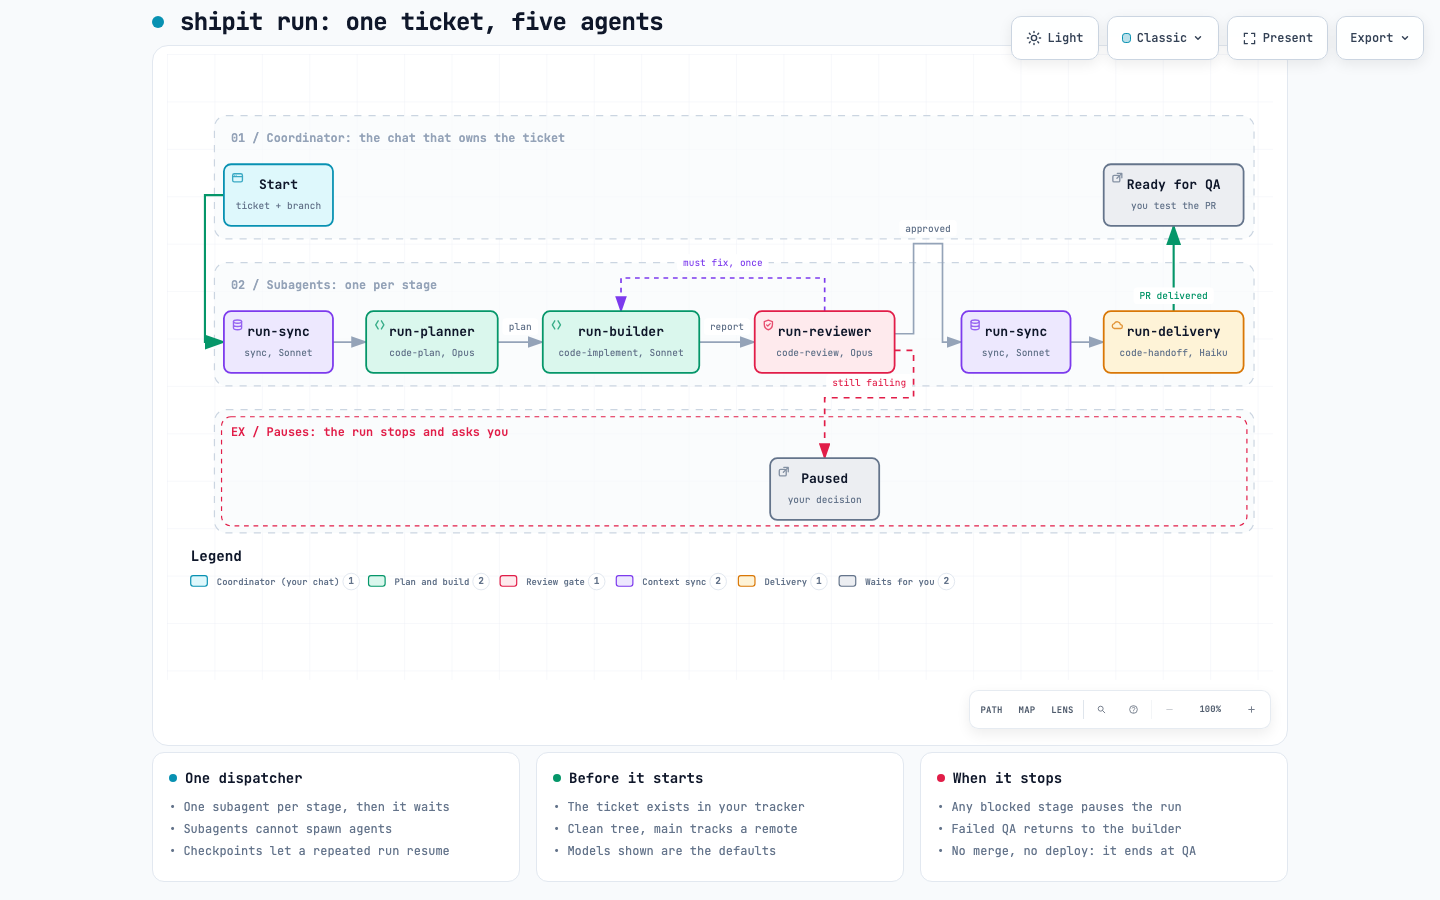 shipit run: one ticket, five agents
Light
Classic
Present
Export
01 / Coordinator: the chat that owns the ticket
Start
ticket + branch
Ready for QA
you test the PR
approved
must fix, once
02 / Subagents: one per stage
PR delivered
run-sync
sync, Sonnet
run-planner
code-plan, Opus
plan
run-builder
code-implement, Sonnet
report
run-reviewer
code-review, Opus
run-sync
sync, Sonnet
run-delivery
code-handoff, Haiku
still failing
EX / Pauses: the run stops and asks you
Paused
your decision
Legend
Coordinator (your chat) 1
Plan and build 2
Review gate 1
Context sync 2
Delivery 1
Waits for you 2
PATH
MAP
LENS
100%
One dispatcher
• One subagent per stage, then it waits
• Subagents cannot spawn agents
• Checkpoints let a repeated run resume
Before it starts
• The ticket exists in your tracker
• Clean tree, main tracks a remote
• Models shown are the defaults
When it stops
• Any blocked stage pauses the run
• Failed QA returns to the builder
• No merge, no deploy: it ends at QA